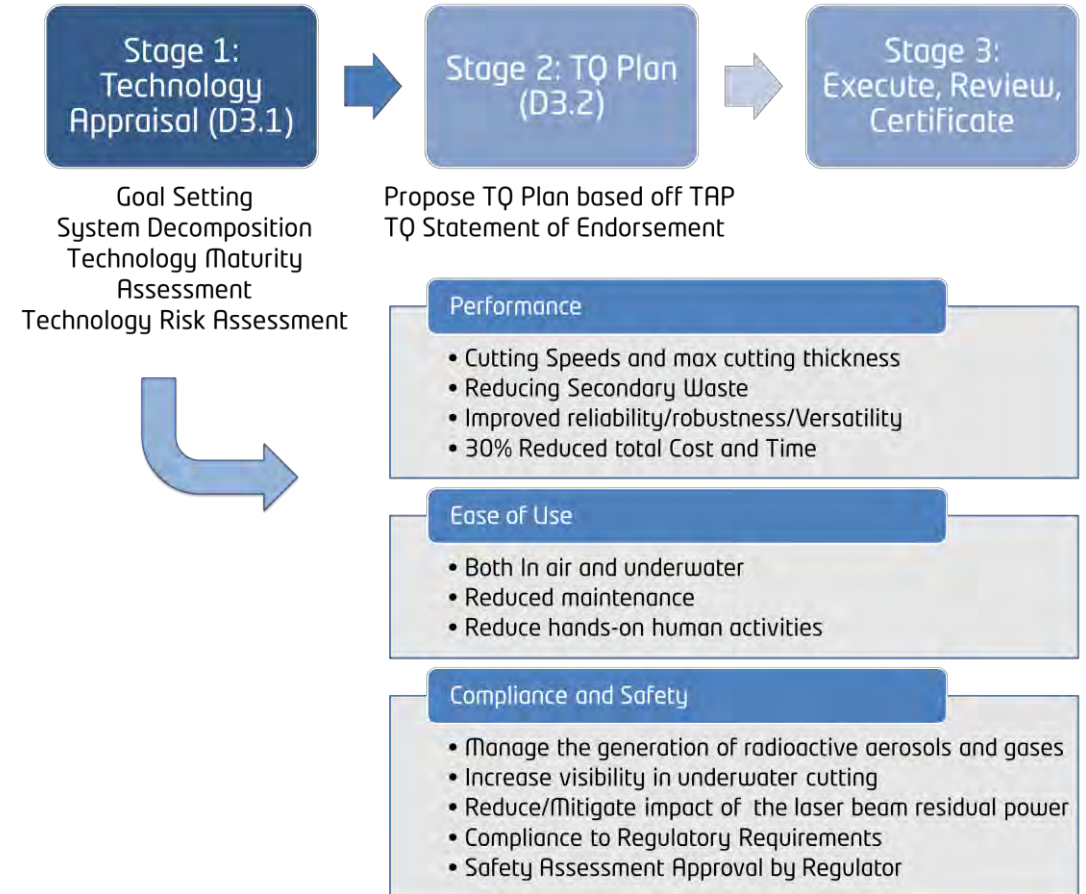 Stage 1:
Technology
Appraisal (D3.1)
Stage 2: TQ Plan
(D3.2)
Stage 3:
Execute, Review,
Certificate
Goal Setting
System Decomposition
Technology Maturity
Assessment
Technology Risk Assessment
Propose TQ Plan based off TAP
TQ Statement of Endorsement
Performance
• Cutting Speeds and max cutting thickness
• Reducing Secondary Waste
• Improved reliability/robustness/Versatility
• 30% Reduced total Cost and Time
Ease of Use
• Both In air and underwater
• Reduced maintenance
• Reduce hands-on human activities
Compliance and Safety
• Manage the generation of radioactive aerosols and gases
• Increase visibility in underwater cutting
• Reduce/Mitigate impact of the laser beam residual power
• Compliance to Regulatory Requirements
• Safety Assessment Approval by Regulator